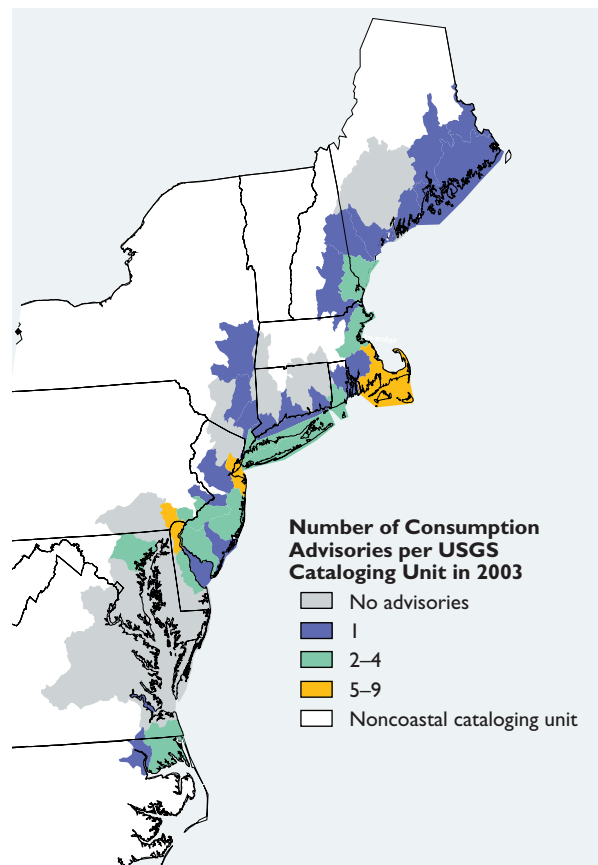 Number of Consumption
Advisories per USGS
Cataloging Unit in 2003
No advisories
1
2–4
5–9
Noncoastal cataloging unit